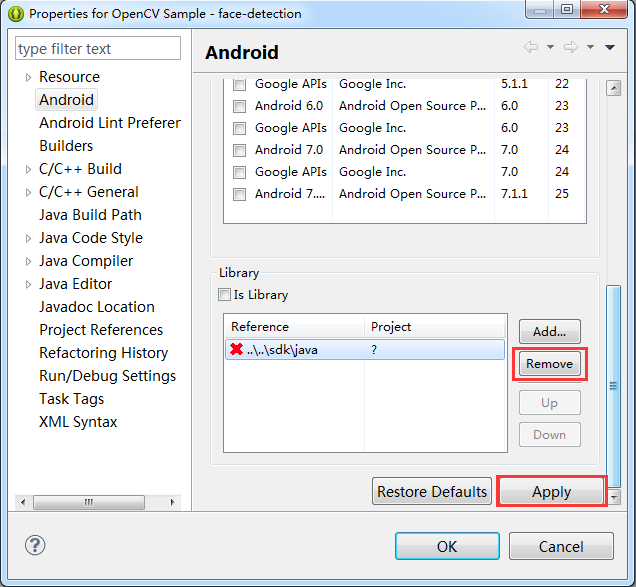 Properties for OpenCV Sample - face-detection
type filter text
Resource
Android
Android Lint Preferer
Builders
C/C++ Build
C/C++ General
Java Build Path
Java Code Style
Java Compiler
Java Editor
Javadoc Location
Project References
Refactoring History
Run/Debug Settings
Task Tags
XML Syntax
Android
Google APIs Google Inc. 5.1.1 22
Android 6.0 Android Open Source P... 6.0 23
Google APIs Google Inc. 6.0 23
Android 7.0 Android Open Source P... 7.0 24
Google APIs Google Inc. 7.0 24
Android 7.... Android Open Source P... 7.1.1 25
Library
Is Library
Reference Project
..\..\sdk\java ?
Add...
Remove
Up
Down
Restore Defaults Apply
OK Cancel